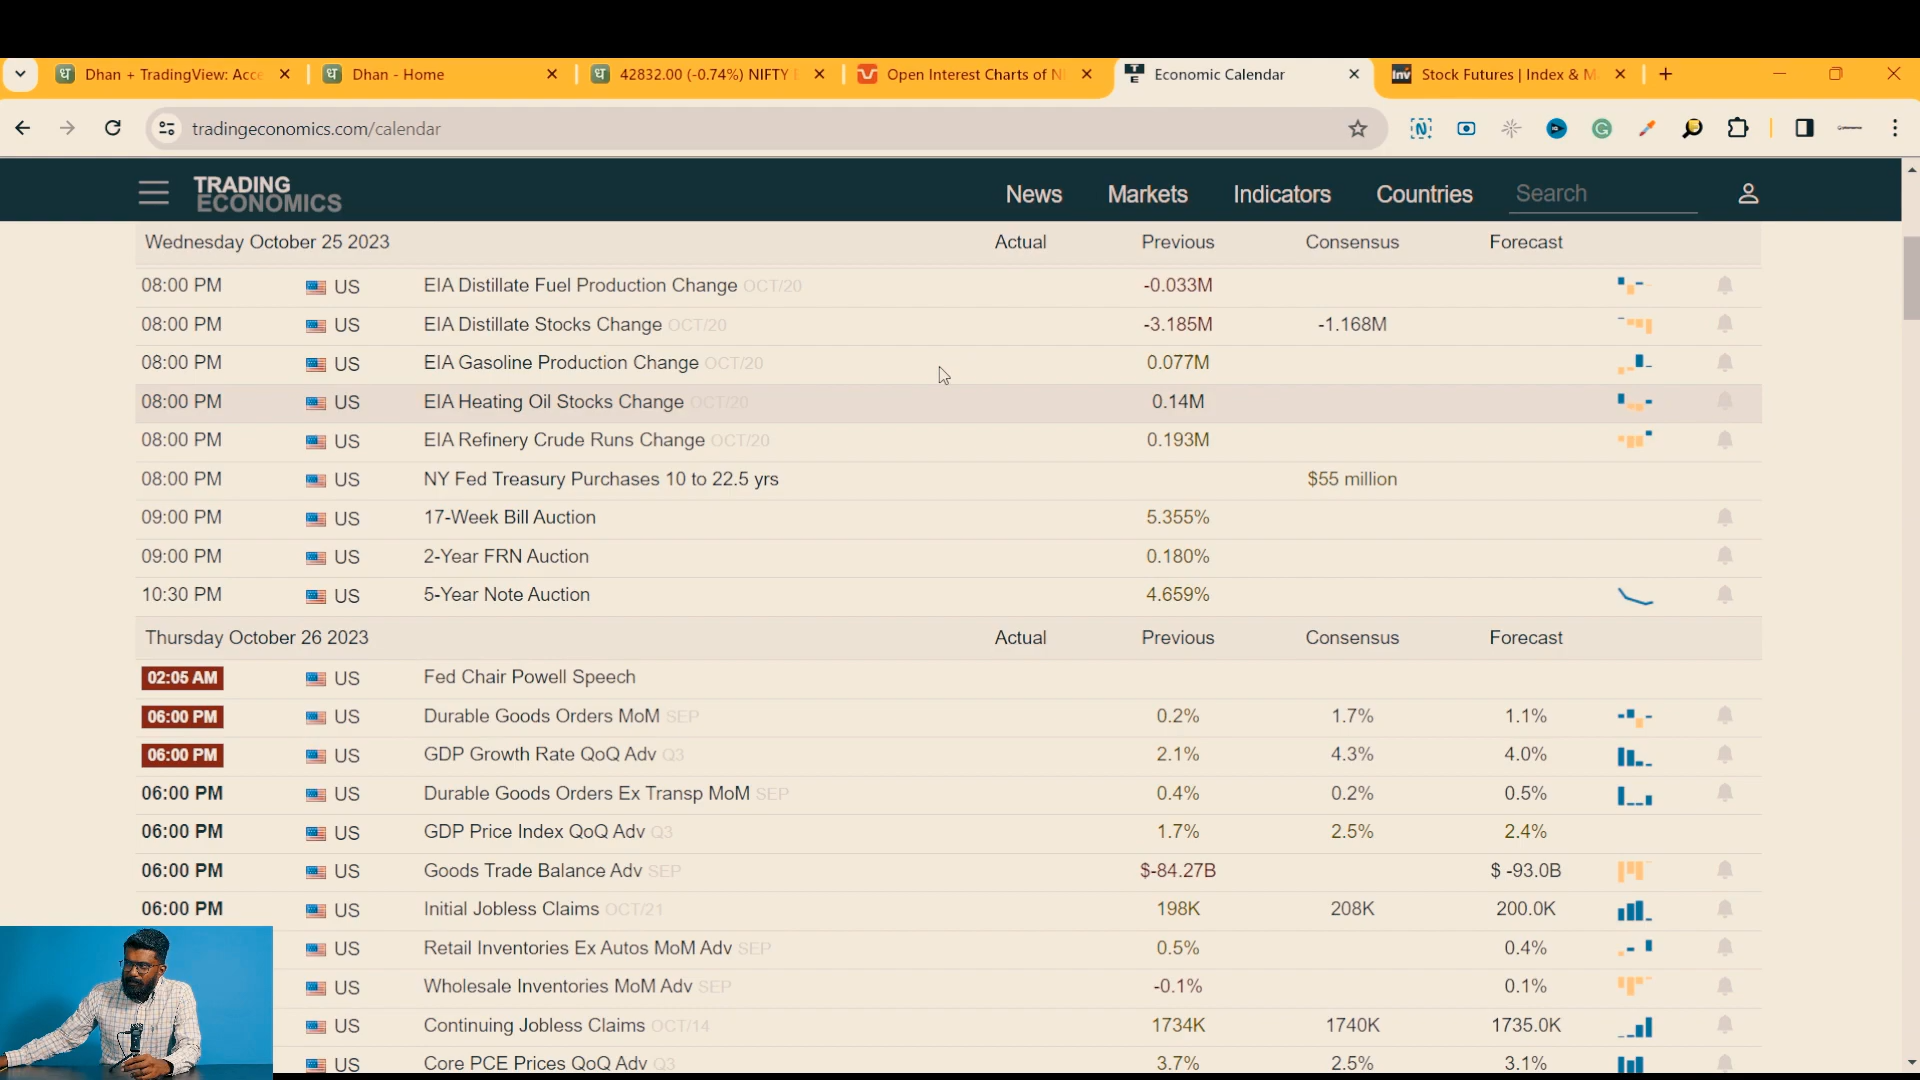 Dhan + TradingView: Acce
Dhan - Home
42832.00 (-0.74%) NIFTY
Open Interest Charts of NI
Economic Calendar
Stock Futures | Index & M
tradingeconomics.com/calendar
TRADING
ECONOMICS
News Markets Indicators Countries Search
Wednesday October 25 2023 Actual Previous Consensus Forecast
08:00 PM US EIA Distillate Fuel Production Change OCT/20 -0.033M
08:00 PM US EIA Distillate Stocks Change OCT/20 -3.185M -1.168M
08:00 PM US EIA Gasoline Production Change OCT/20 0.077M
08:00 PM US EIA Heating Oil Stocks Change OCT/20 0.14M
08:00 PM US EIA Refinery Crude Runs Change OCT/20 0.193M
08:00 PM US NY Fed Treasury Purchases 10 to 22.5 yrs $55 million
09:00 PM US 17-Week Bill Auction 5.355%
09:00 PM US 2-Year FRN Auction 0.180%
10:30 PM US 5-Year Note Auction 4.659%
Thursday October 26 2023 Actual Previous Consensus Forecast
02:05 AM US Fed Chair Powell Speech
06:00 PM US Durable Goods Orders MoM SEP 0.2% 1.7% 1.1%
06:00 PM US GDP Growth Rate QoQ Adv Q3 2.1% 4.3% 4.0%
06:00 PM US Durable Goods Orders Ex Transp MoM SEP 0.4% 0.2% 0.5%
06:00 PM US GDP Price Index QoQ Adv Q3 1.7% 2.5% 2.4%
06:00 PM US Goods Trade Balance Adv SEP $-84.27B $ -93.0B
06:00 PM US Initial Jobless Claims OCT/21 198K 208K 200.0K
US Retail Inventories Ex Autos MoM Adv SEP 0.5% 0.4%
US Wholesale Inventories MoM Adv SEP -0.1% 0.1%
US Continuing Jobless Claims OCT/14 1734K 1740K 1735.0K
US Core PCE Prices QoQ Adv Q3 3.7% 2.5% 3.1%